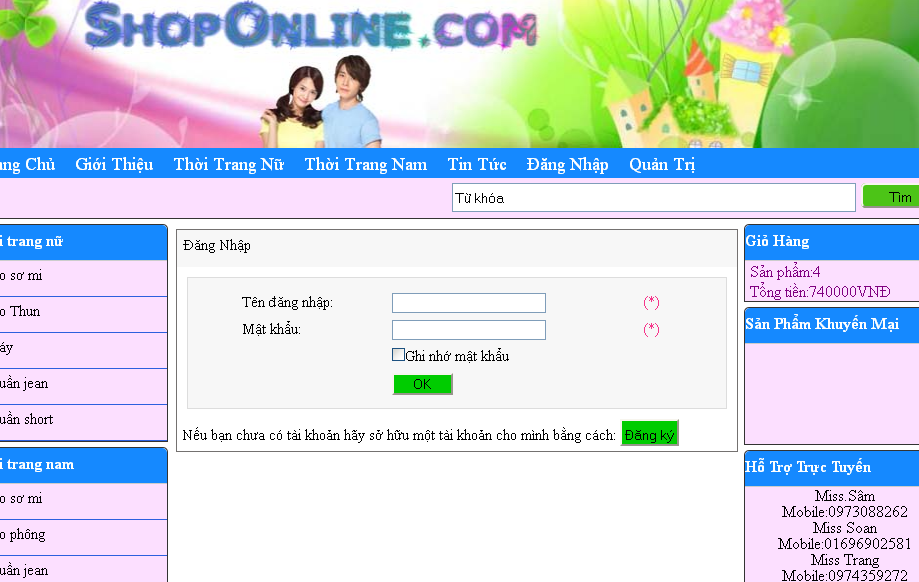 ShopOnline.com
ng Chủ Giới Thiệu Thời Trang Nữ Thời Trang Nam Tin Tức Đăng Nhập Quản Trị
Từ khóa Tìm
i trang nữ
o sơ mi
o Thun
áy
uần jean
uần short
i trang nam
o sơ mi
o phông
uần jean
Đăng Nhập
Tên đăng nhập: (*)
Mật khẩu: (*)
Ghi nhớ mật khẩu
OK
Nếu bạn chưa có tài khoản hãy sở hữu một tài khoản cho mình bằng cách: Đăng ký
Giỏ Hàng
Sản phẩm:4
Tổng tiền:740000VNĐ
Sản Phẩm Khuyến Mại
Hỗ Trợ Trực Tuyến
Miss.Sâm
Mobile:0973088262
Miss Soan
Mobile:01696902581
Miss Trang
Mobile:0974359272